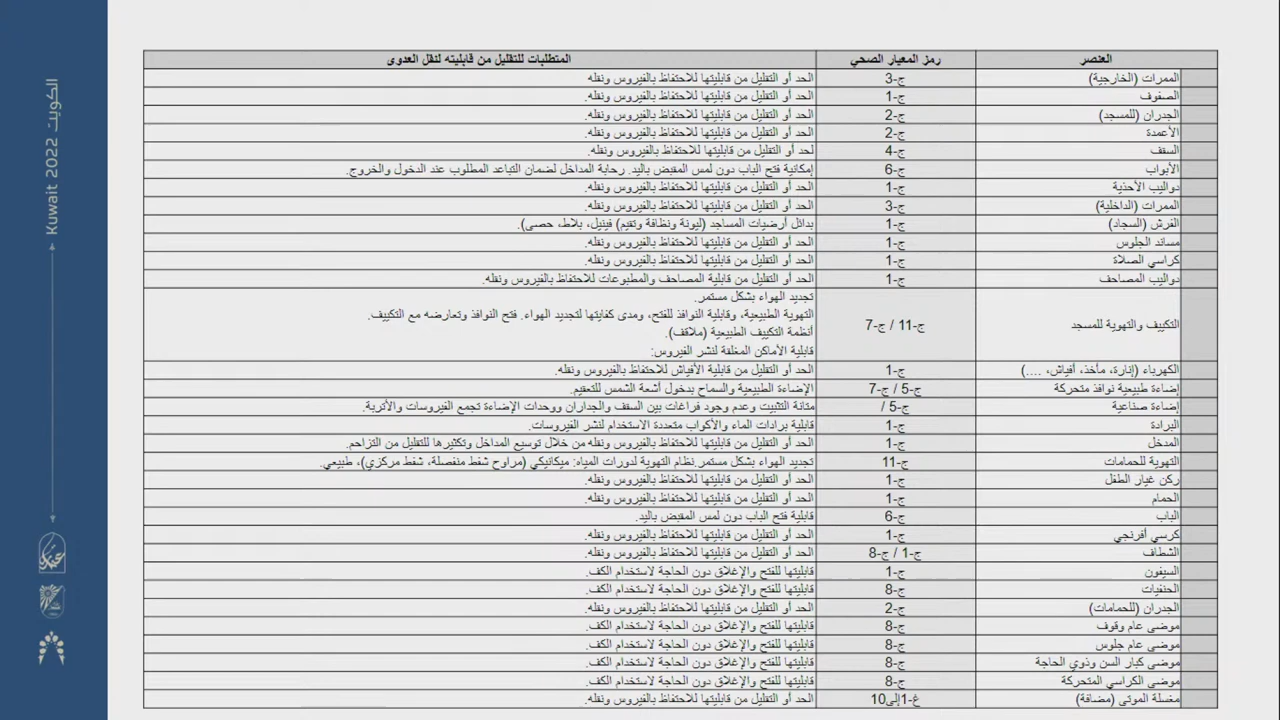 العنصر رمز المعيار الصحي المتطلبات للتقليل من قابليته لنقل العدوى
الممرات (الخارجية) ج-3 الحد أو التقليل من قابليتها للاحتفاظ بالفيروس ونقله
الصفوف ج-1 الحد أو التقليل من قابليتها للاحتفاظ بالفيروس ونقله.
الجدران (للمسجد) ج-2 الحد أو التقليل من قابليتها للاحتفاظ بالفيروس ونقله.
الأعمدة ج-2 الحد أو التقليل من قابليتها للاحتفاظ بالفيروس ونقله.
السقف ج-4 لحد أو التقليل من قابليتها للاحتفاظ بالفيروس ونقله.
الأبواب ج-6 إمكانية فتح الباب دون لمس المقبض باليد. رحابة المداخل لضمان التباعد المطلوب عند الدخول والخروج.
دواليب الأحذية ج-1 الحد أو التقليل من قابليتها للاحتفاظ بالفيروس ونقله.
الممرات (الداخلية) ج-3 الحد أو التقليل من قابليتها للاحتفاظ بالفيروس ونقله.
الفرش (السجاد) ج-1 بدائل أرضيات المساجد (ليونة ونظافة وتقيم) فينيل، بلاط، حصى).
مساند الجلوس ج-1 الحد أو التقليل من قابليتها للاحتفاظ بالفيروس ونقله.
كراسي الصلاة ج-1 الحد أو التقليل من قابليتها للاحتفاظ بالفيروس ونقله.
دواليب المصاحف ج-1 الحد أو التقليل من قابلية المصاحف والمطبوعات للاحتفاظ بالفيروس ونقله.
التكييف والتهوية للمسجد ج-11 / ج-7 تجديد الهواء بشكل مستمر.
التهوية الطبيعية، وقابلية النوافذ للفتح، ومدى كفايتها لتجديد الهواء. فتح النوافذ وتعارضه مع التكييف.
أنظمة التكييف الطبيعية (ملاقف).
قابلية الأماكن المغلقة لنشر الفيروس:
الكهرباء (إنارة، مأخذ، أفياش، ....) ج-1 الحد أو التقليل من قابلية الأفياش للاحتفاظ بالفيروس ونقله.
إضاءة طبيعية نوافذ متحركة ج-5 / ج-7 الإضاءة الطبيعية والسماح بدخول أشعة الشمس للتعقيم.
إضاءة صناعية ج-5 / متانة التثبيت وعدم وجود فراغات بين السقف والجداران ووحدات الإضاءة تجمع الفيروسات والأتربة.
البرادة ج-1 قابلية برادات الماء والأكواب متعددة الاستخدام لنشر الفيروسات.
المدخل ج-1 الحد أو التقليل من قابليتها للاحتفاظ بالفيروس ونقله من خلال توسيع المداخل وتكثيرها للتقليل من التزاحم.
التهوية للحمامات ج-11 تجديد الهواء بشكل مستمر.نظام التهوية لدورات المياه: ميكانيكي (مراوح شفط منفصلة، شفط مركزي)، طبيعي.
ركن غيار الطفل ج-1 الحد أو التقليل من قابليتها للاحتفاظ بالفيروس ونقله.
الحمام ج-1 الحد أو التقليل من قابليتها للاحتفاظ بالفيروس ونقله.
الباب ج-6 قابلية فتح الباب دون لمس المقبض باليد.
كرسي أفرنجي ج-1 الحد أو التقليل من قابليتها للاحتفاظ بالفيروس ونقله.
الشطاف ج-1 / ج-8 الحد أو التقليل من قابليتها للاحتفاظ بالفيروس ونقله.
السيفون ج-1 قابليتها للفتح والإغلاق دون الحاجة لاستخدام الكف.
الحنفيات ج-8 قابليتها للفتح والإغلاق دون الحاجة لاستخدام الكف.
الجدران (للحمامات) ج-2 الحد أو التقليل من قابليتها للاحتفاظ بالفيروس ونقله.
موضى عام وقوف ج-8 قابليتها للفتح والإغلاق دون الحاجة لاستخدام الكف.
موضى عام جلوس ج-8 قابليتها للفتح والإغلاق دون الحاجة لاستخدام الكف.
موضى كبار السن وذوي الحاجة ج-8 قابليتها للفتح والإغلاق دون الحاجة لاستخدام الكف.
موضى الكراسي المتحركة ج-8 قابليتها للفتح والإغلاق دون الحاجة لاستخدام الكف.
مغسلة الموتى (مضافة) غ-1إلى10 الحد أو التقليل من قابليتها للاحتفاظ بالفيروس ونقله.
Kuwait 2022 الكويت